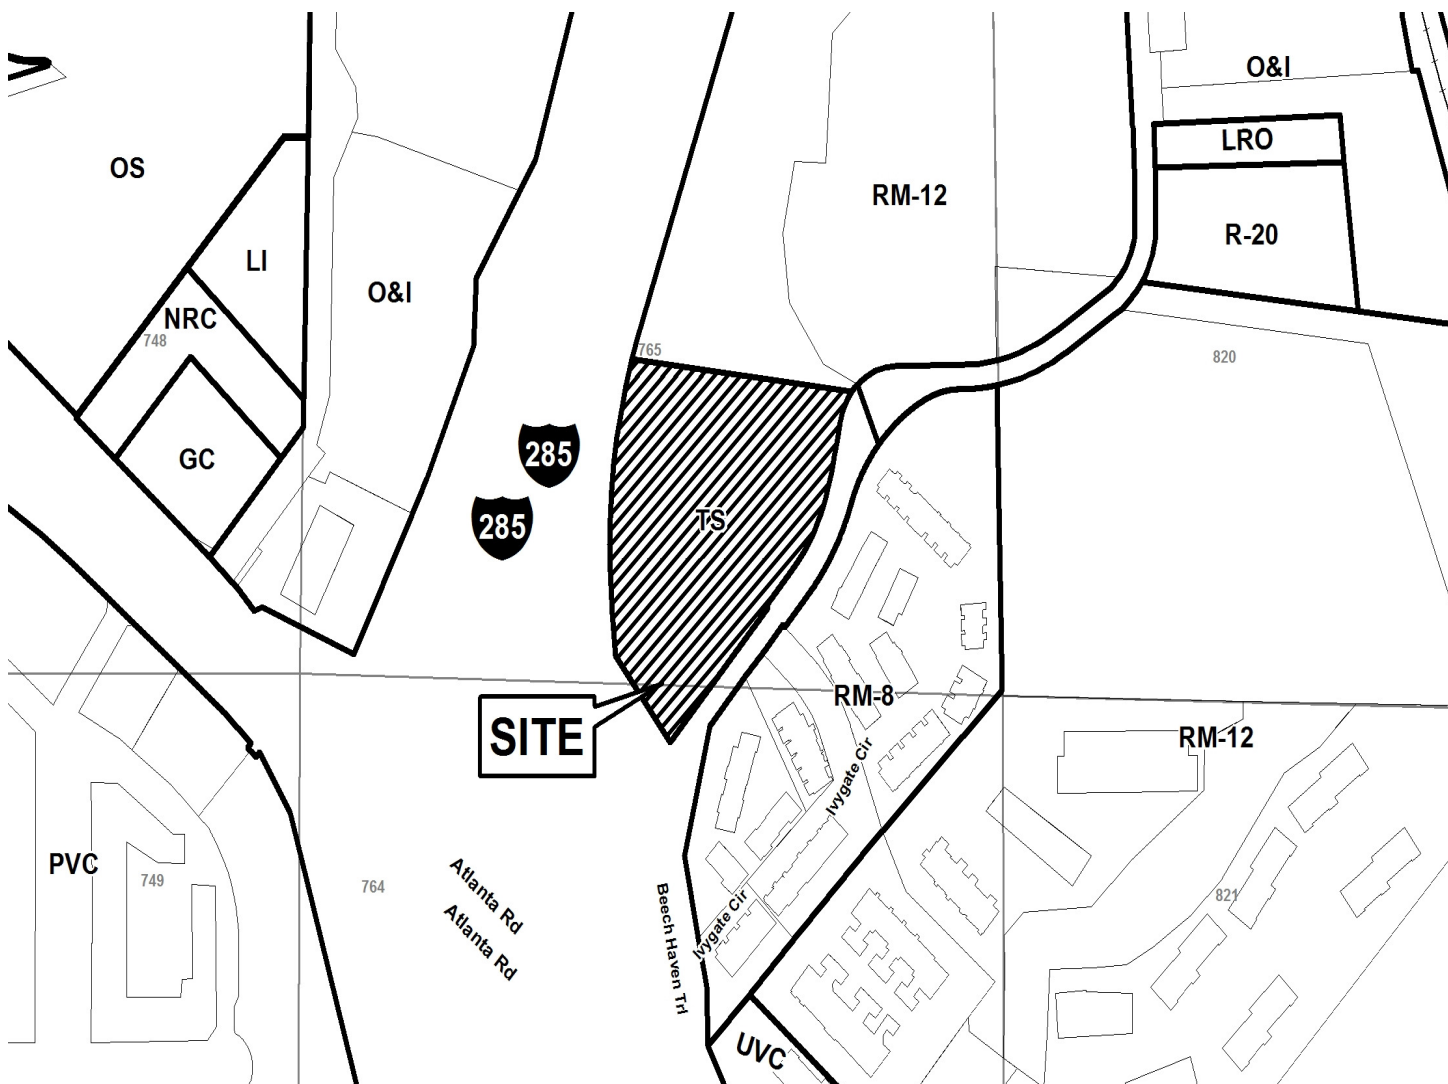 O&I
LRO
OS
RM-12
R-20
LI
O&I
NRC
748
765
820
GC
285
285
TS
RM-8
SITE
RM-12
Ivygate Cir
PVC
749
764
Atlanta Rd
Atlanta Rd
Beech Haven Trl
Ivygate Cir
821
UVC